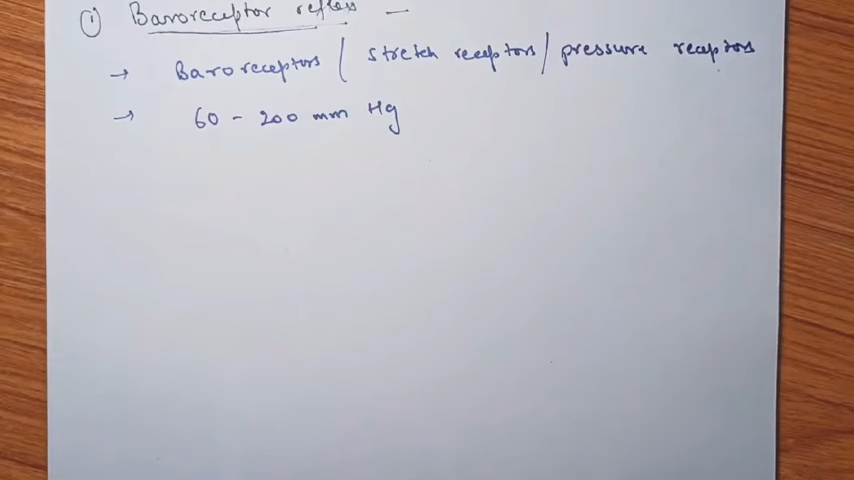 ① Baroreceptor reflex -
→ Baroreceptors / stretch receptors / pressure receptors
→ 60 - 200 mm Hg